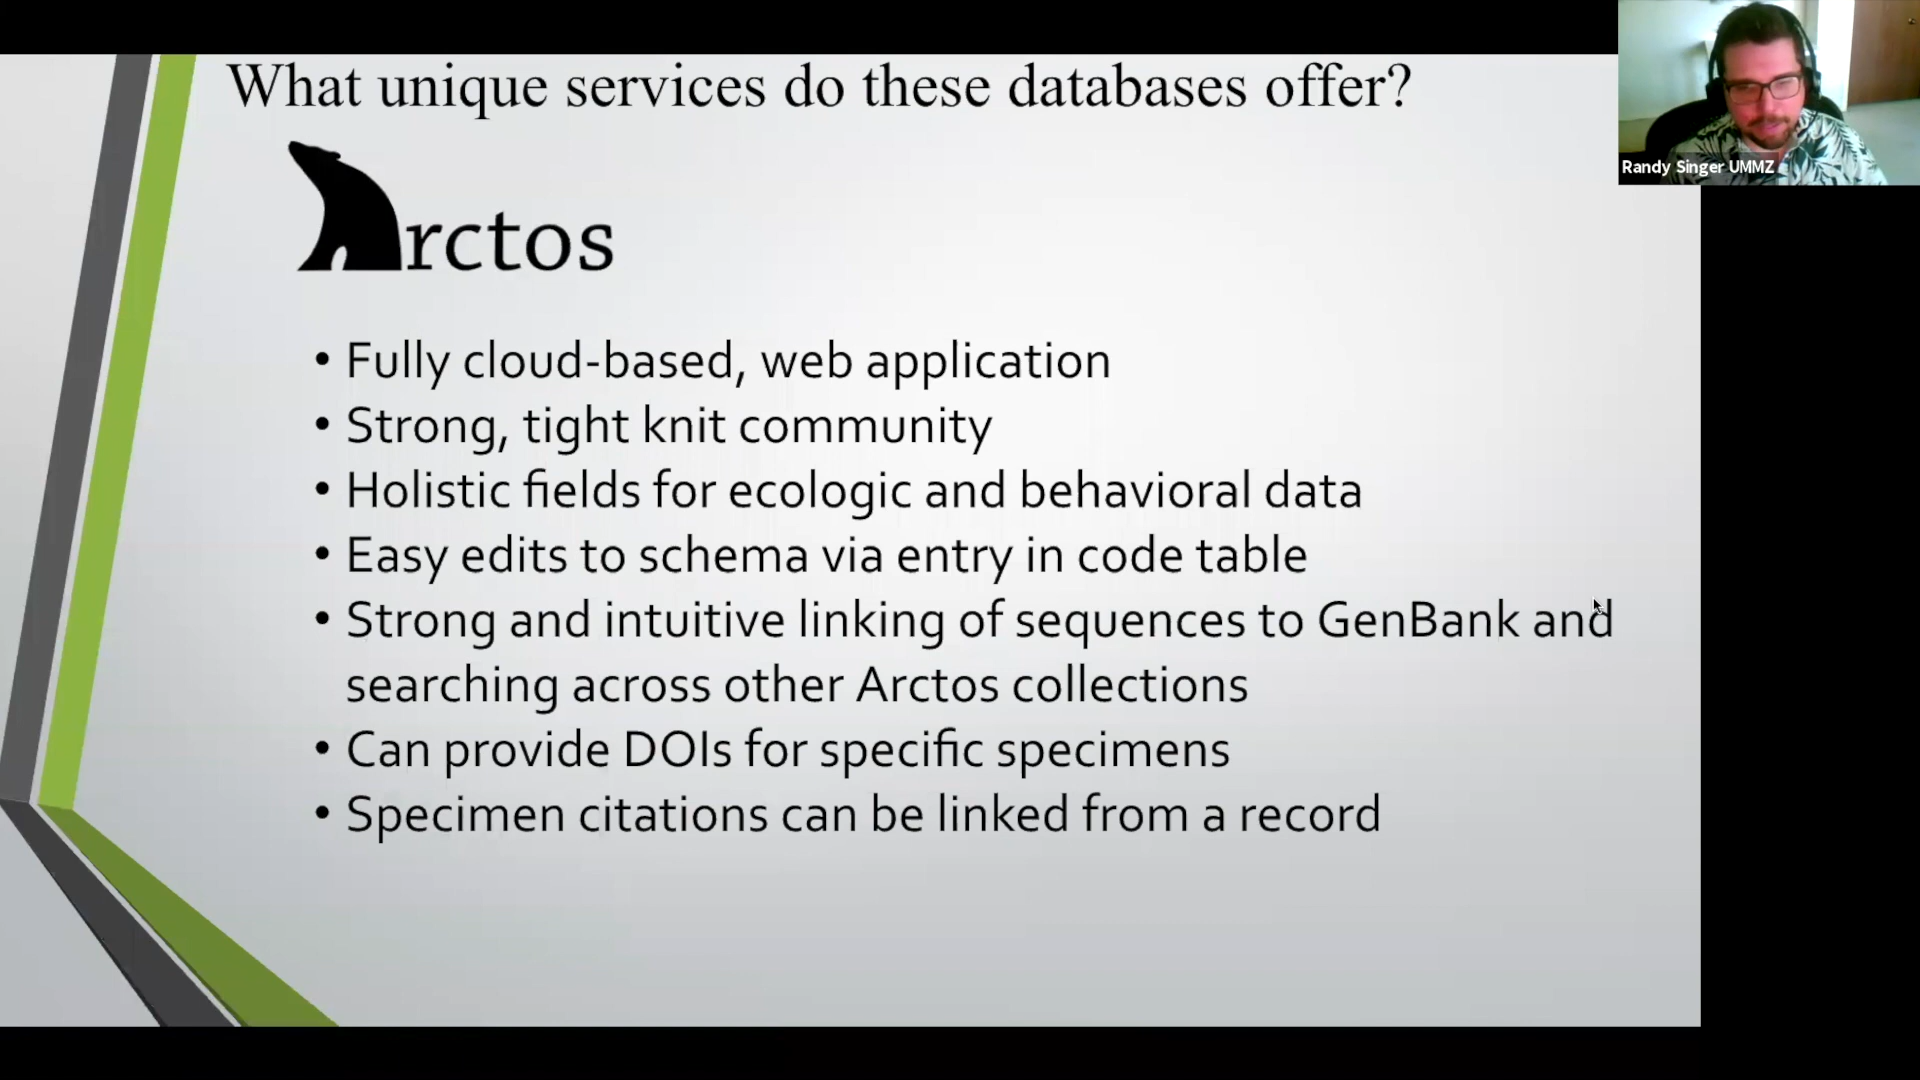 What unique services do these databases offer?
Arctos
• Fully cloud-based, web application
• Strong, tight knit community
• Holistic fields for ecologic and behavioral data
• Easy edits to schema via entry in code table
• Strong and intuitive linking of sequences to GenBank and
searching across other Arctos collections
• Can provide DOIs for specific specimens
• Specimen citations can be linked from a record
Randy Singer UMMZ